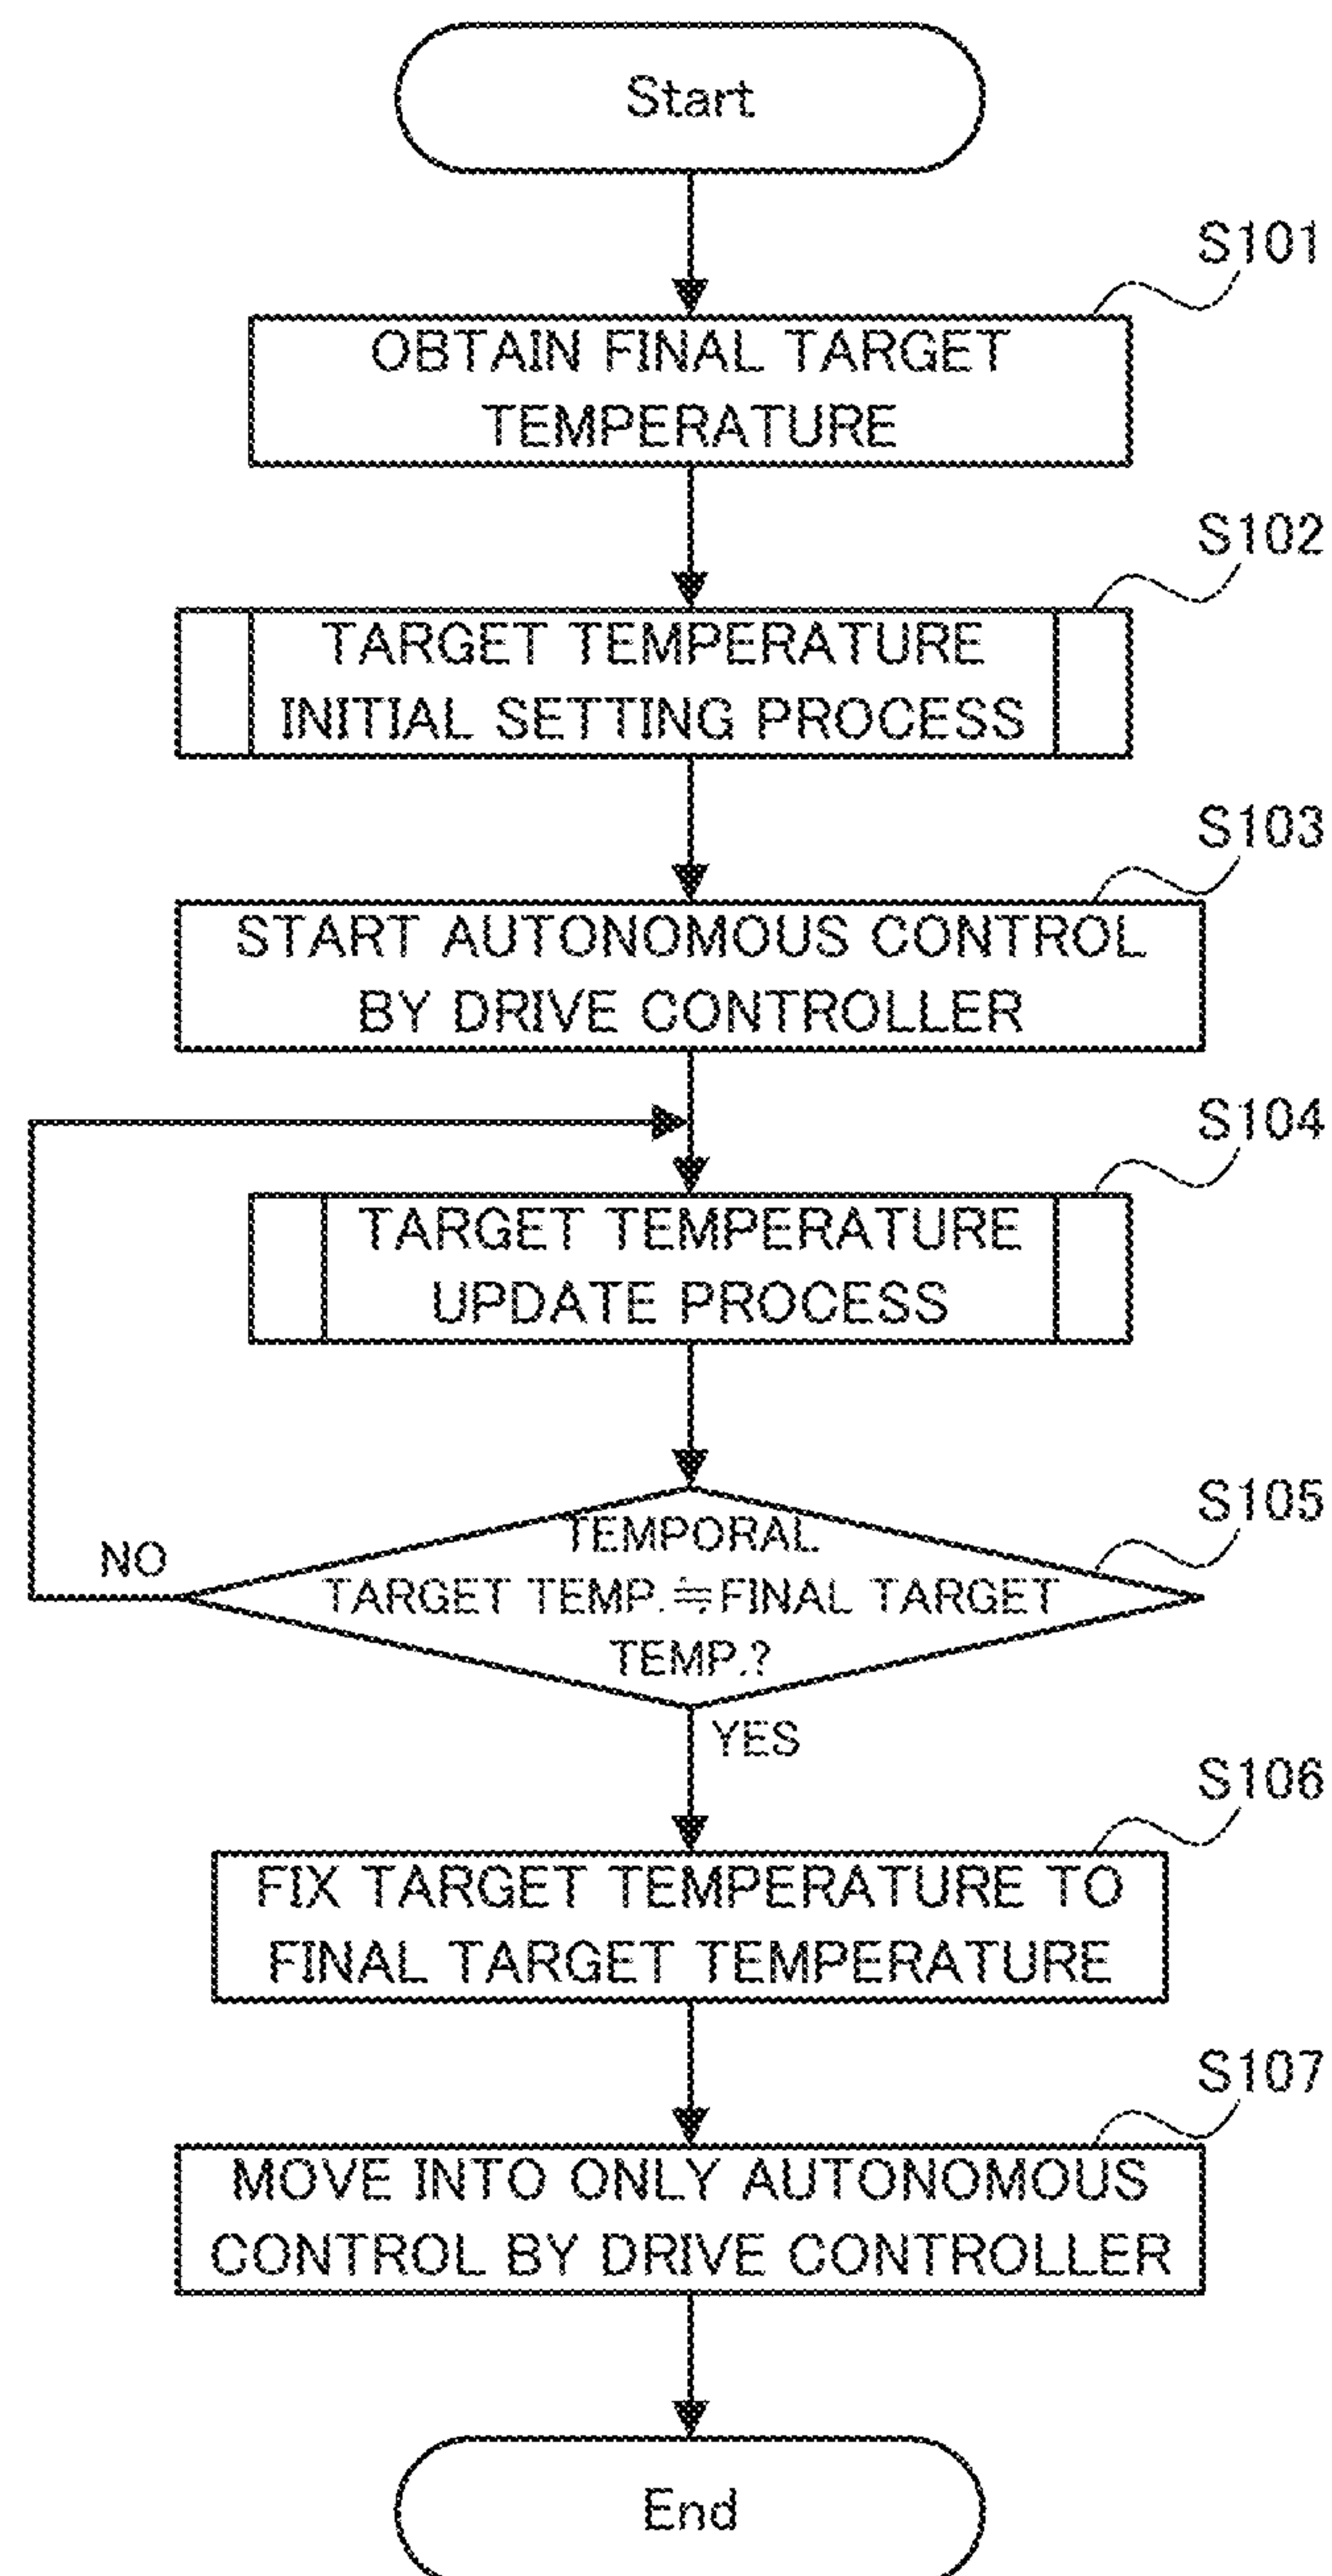 Start
S101
OBTAIN FINAL TARGET
TEMPERATURE
S102
TARGET TEMPERATURE
INITIAL SETTING PROCESS
S103
START AUTONOMOUS CONTROL
BY DRIVE CONTROLLER
S104
TARGET TEMPERATURE
UPDATE PROCESS
S105
TEMPORAL
NO
TARGET TEMP.≒FINAL TARGET
TEMP.?
YES
S106
FIX TARGET TEMPERATURE TO
FINAL TARGET TEMPERATURE
S107
MOVE INTO ONLY AUTONOMOUS
CONTROL BY DRIVE CONTROLLER
End